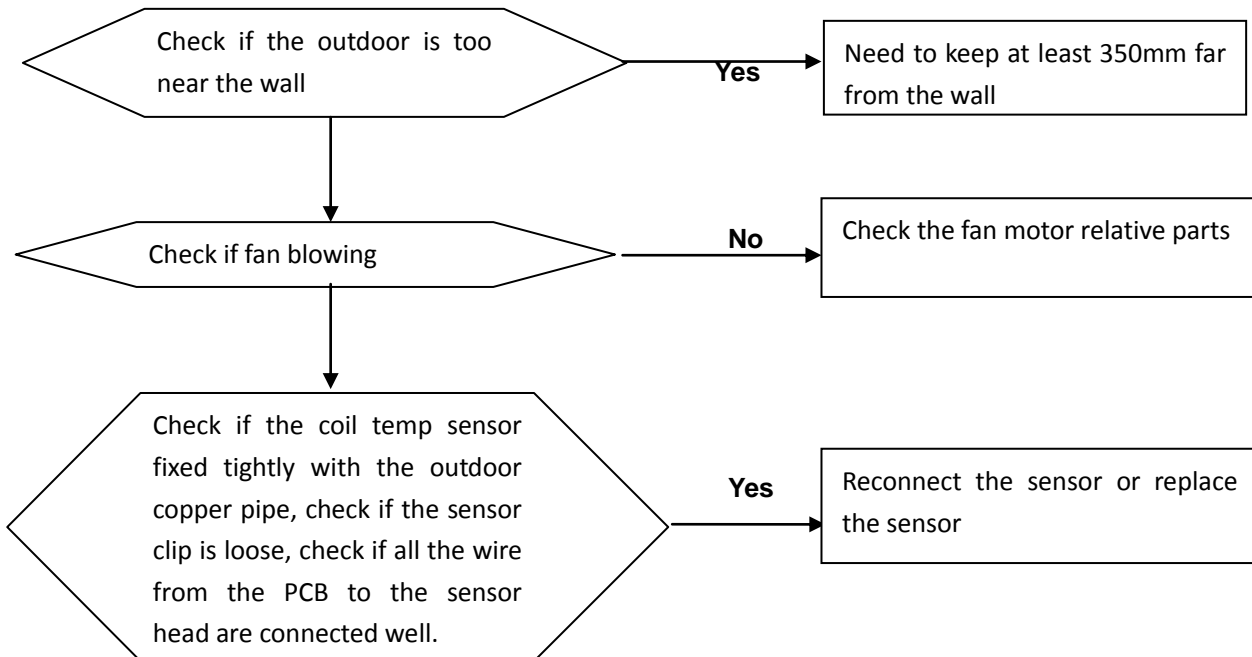 Check if the outdoor is too
near the wall
Yes
Need to keep at least 350mm far
from the wall
Check if fan blowing
No
Check the fan motor relative parts
Check if the coil temp sensor
fixed tightly with the outdoor
copper pipe, check if the sensor
clip is loose, check if all the wire
from the PCB to the sensor
head are connected well.
Yes
Reconnect the sensor or replace
the sensor